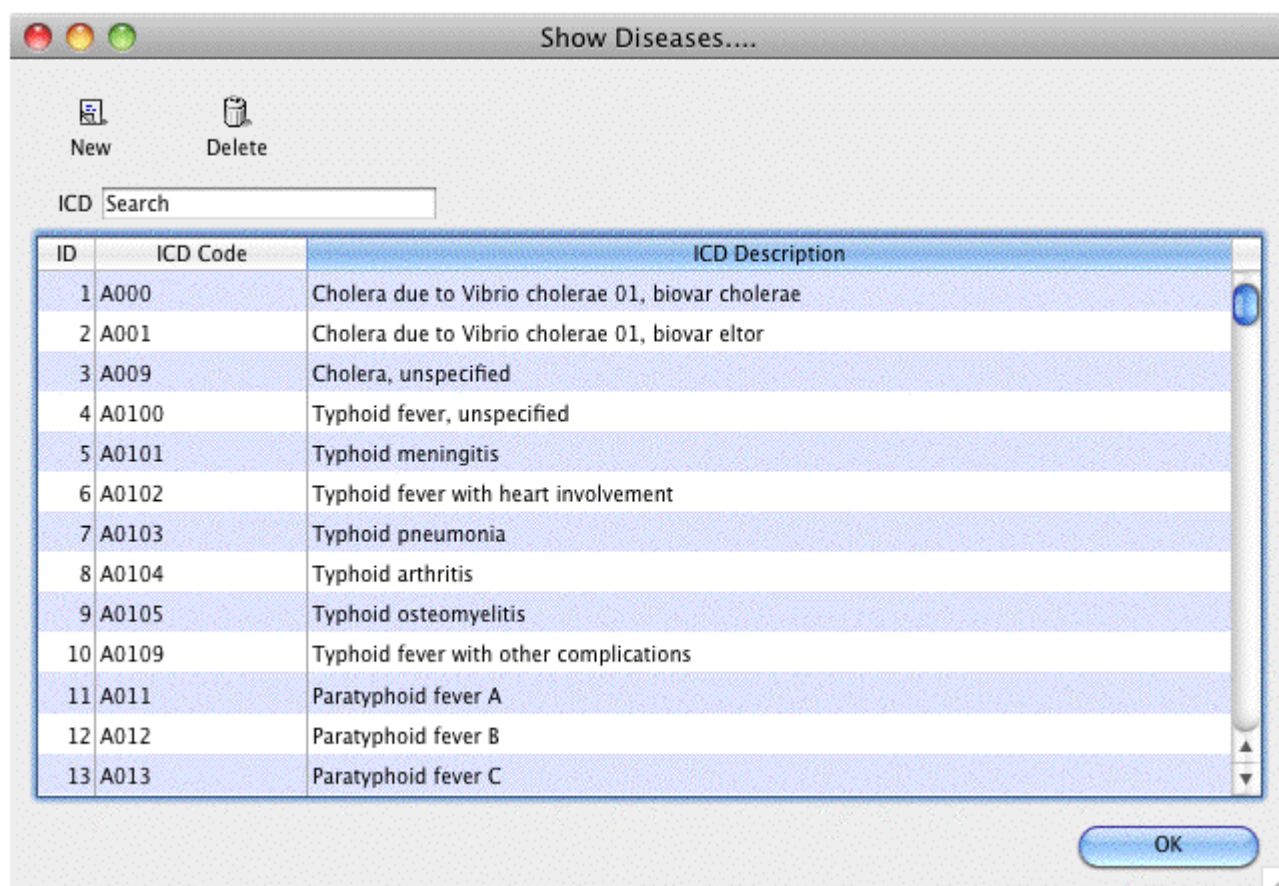 Show Diseases....
New Delete
ICD Search
ID ICD Code ICD Description
1 A000 Cholera due to Vibrio cholerae 01, biovar cholerae
2 A001 Cholera due to Vibrio cholerae 01, biovar eltor
3 A009 Cholera, unspecified
4 A0100 Typhoid fever, unspecified
5 A0101 Typhoid meningitis
6 A0102 Typhoid fever with heart involvement
7 A0103 Typhoid pneumonia
8 A0104 Typhoid arthritis
9 A0105 Typhoid osteomyelitis
10 A0109 Typhoid fever with other complications
11 A011 Paratyphoid fever A
12 A012 Paratyphoid fever B
13 A013 Paratyphoid fever C
OK